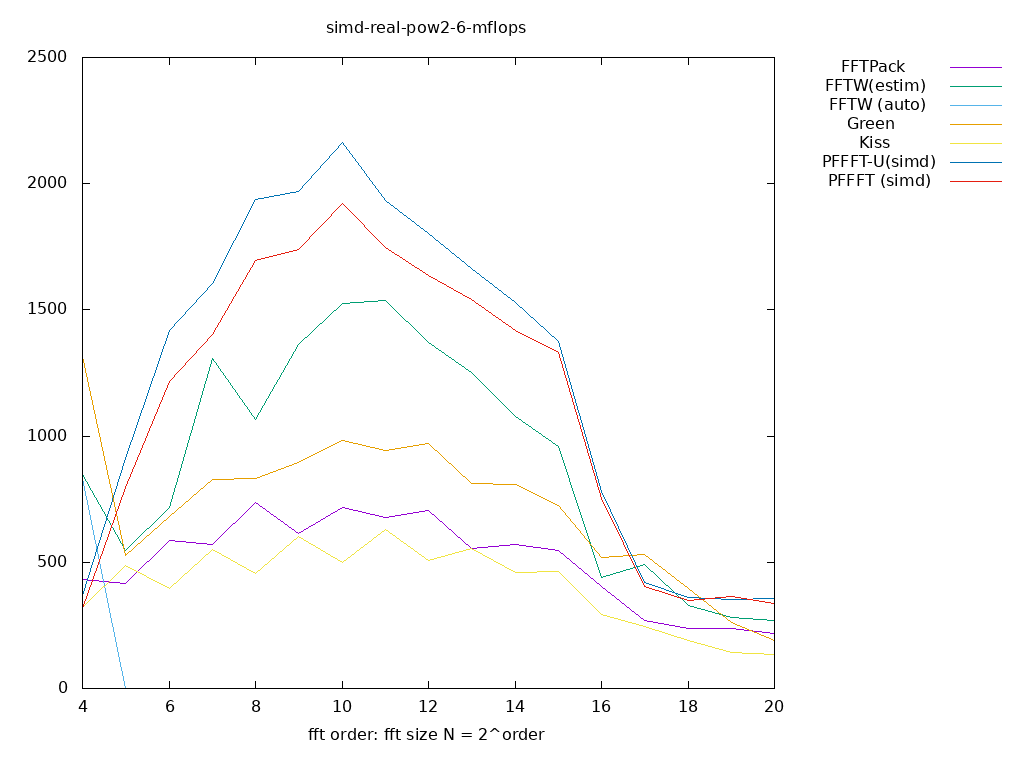 simd-real-pow2-6-mflops
2500
2000
1500
1000
500
0
4 6 8 10 12 14 16 18 20
fft order: fft size N = 2^order
FFTPack
FFTW(estim)
FFTW (auto)
Green
Kiss
PFFFT-U(simd)
PFFFT (simd)